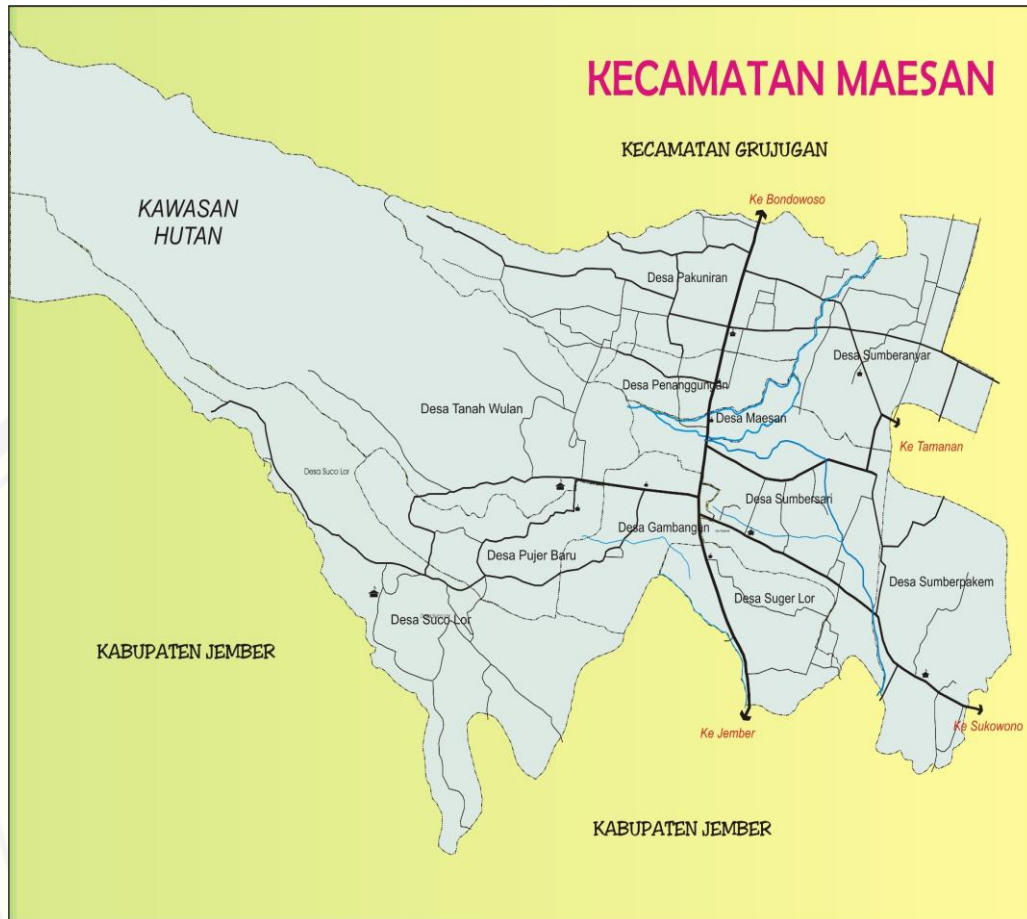 KECAMATAN MAESAN
KECAMATAN GRUJUGAN
Ke Bondowoso
KAWASAN
HUTAN
Desa Pakuniran
Desa Sumberanyar
Desa Penanggungan
Desa Tanah Wulan
Desa Maesan
Ke Tamanan
Desa Suco Lor
Desa Sumbersari
Desa Gambangan
Desa Pujer Baru
Desa Sumberpakem
Desa Suger Lor
Desa Suco Lor
KABUPATEN JEMBER
Ke Sukowono
Ke Jember
KABUPATEN JEMBER